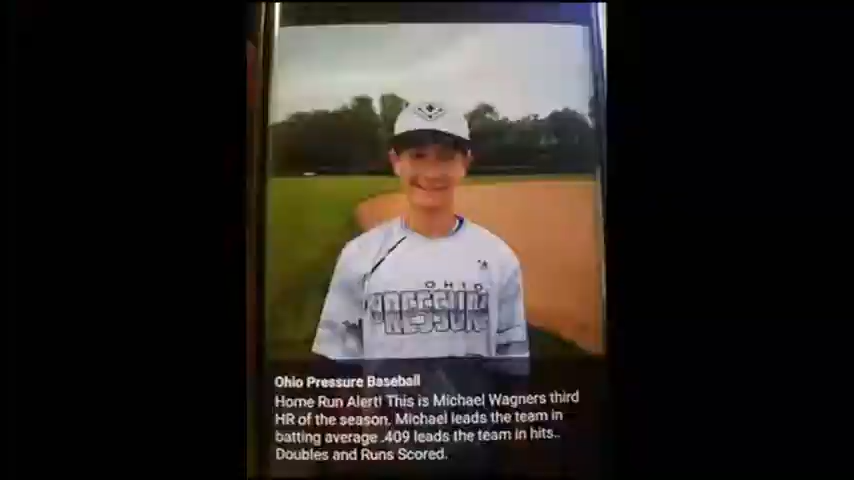 OHIO
PRESSURE
Ohio Pressure Baseball
Home Run Alert! This is Michael Wagners third
HR of the season. Michael leads the team in
batting average .409 leads the team in hits..
Doubles and Runs Scored.